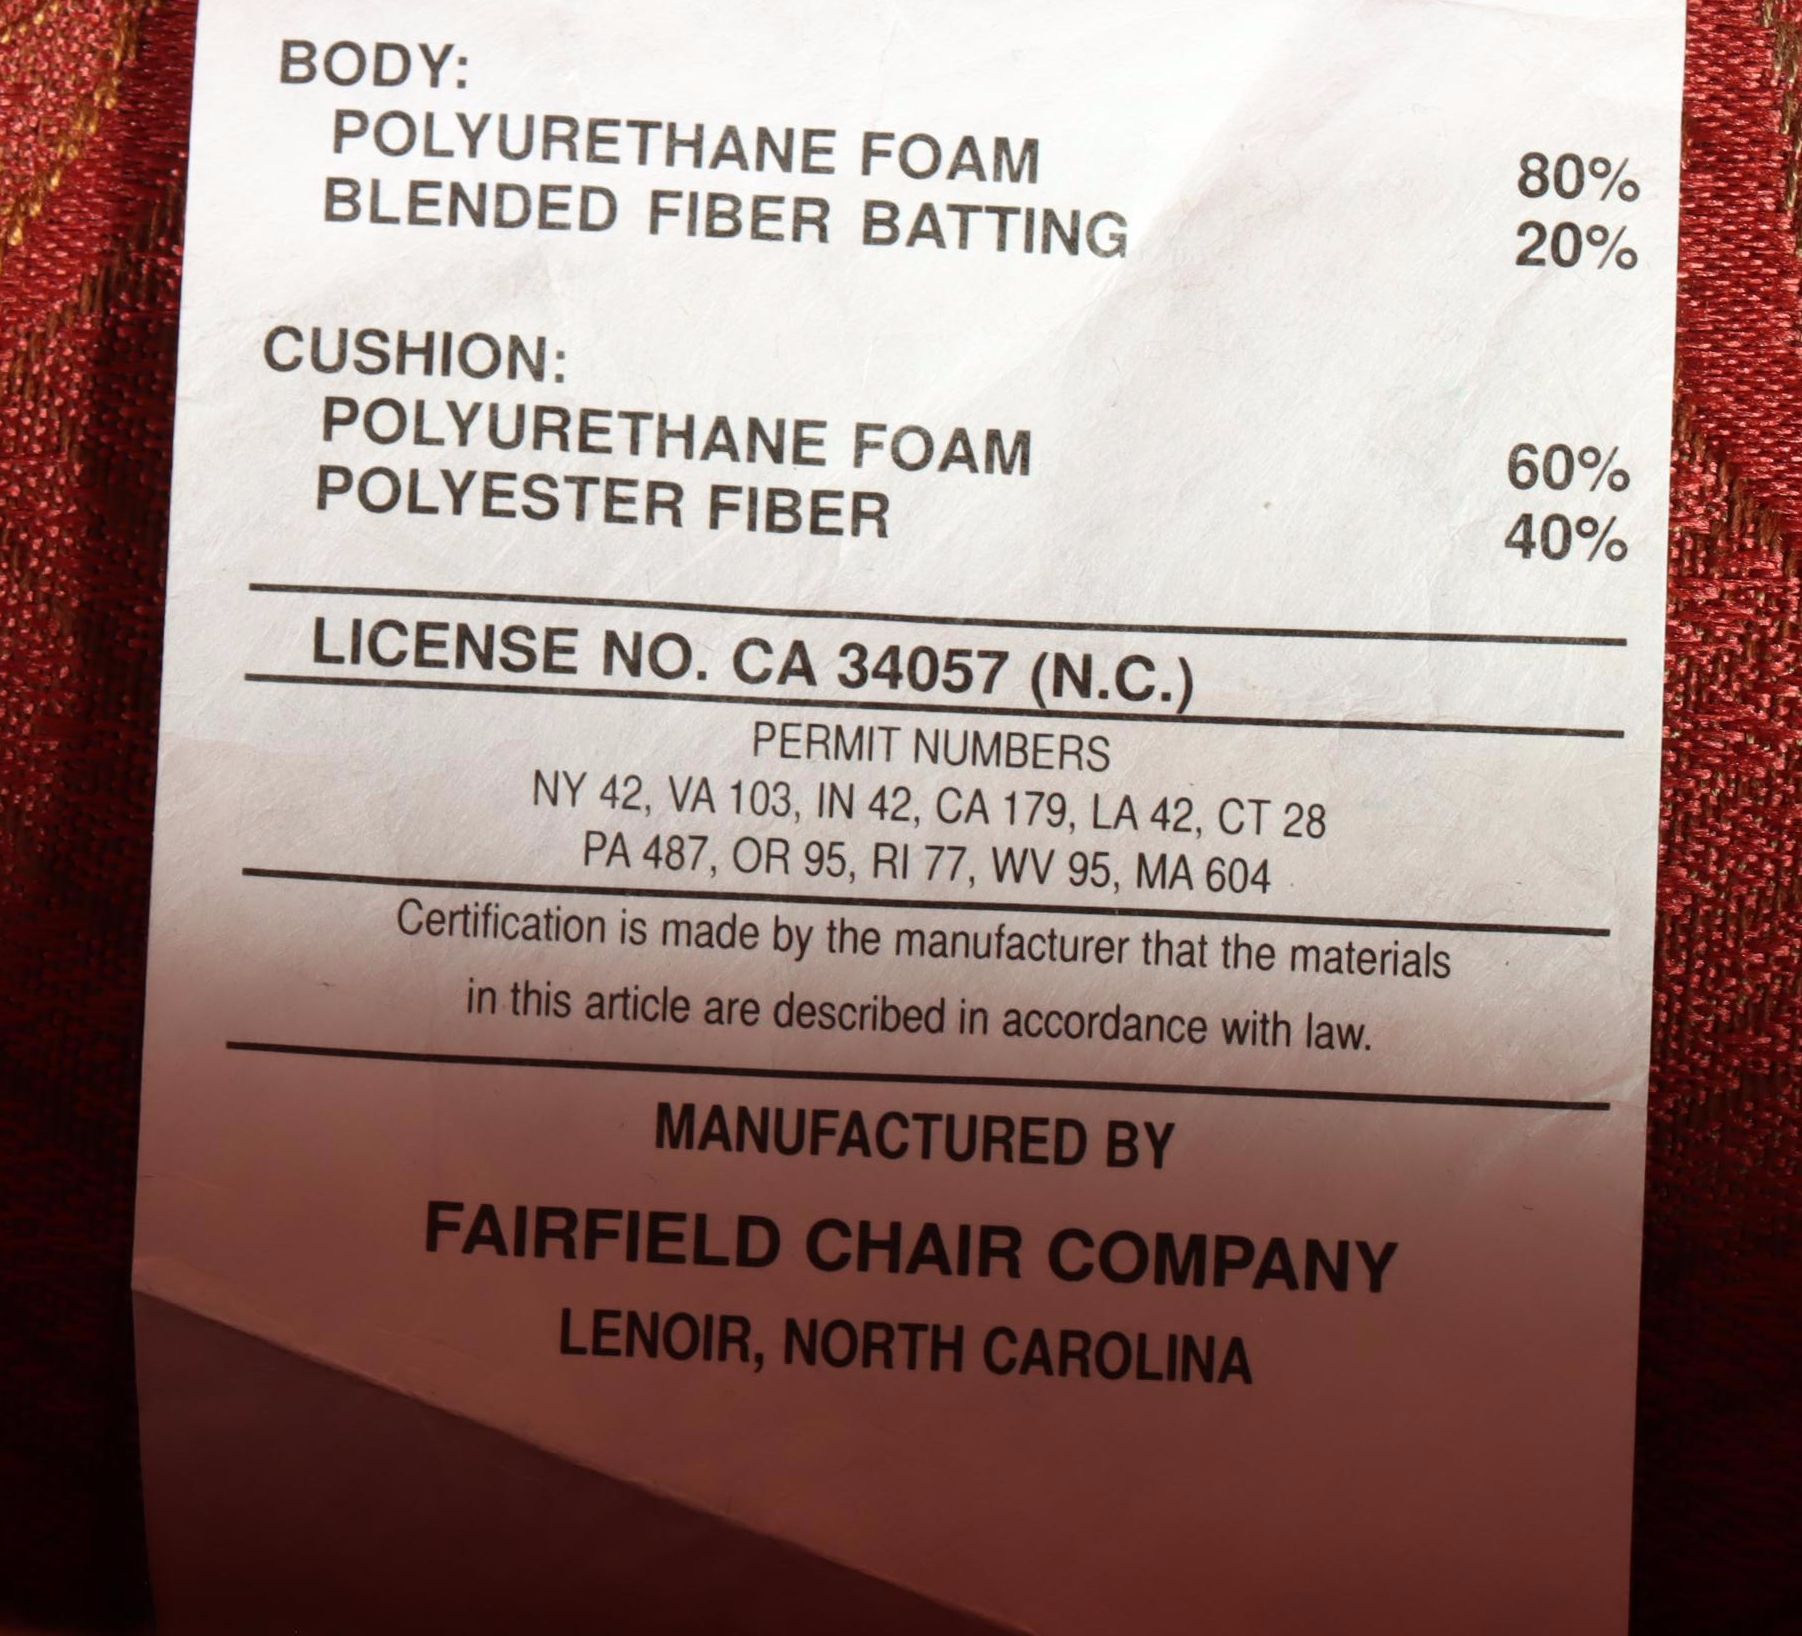 BODY:
POLYURETHANE FOAM 80%
BLENDED FIBER BATTING 20%
CUSHION:
POLYURETHANE FOAM 60%
POLYESTER FIBER 40%
LICENSE NO. CA 34057 (N.C.)
PERMIT NUMBERS
NY 42, VA 103, IN 42, CA 179, LA 42, CT 28
PA 487, OR 95, RI 77, WV 95, MA 604
Certification is made by the manufacturer that the materials
in this article are described in accordance with law.
MANUFACTURED BY
FAIRFIELD CHAIR COMPANY
LENOIR, NORTH CAROLINA